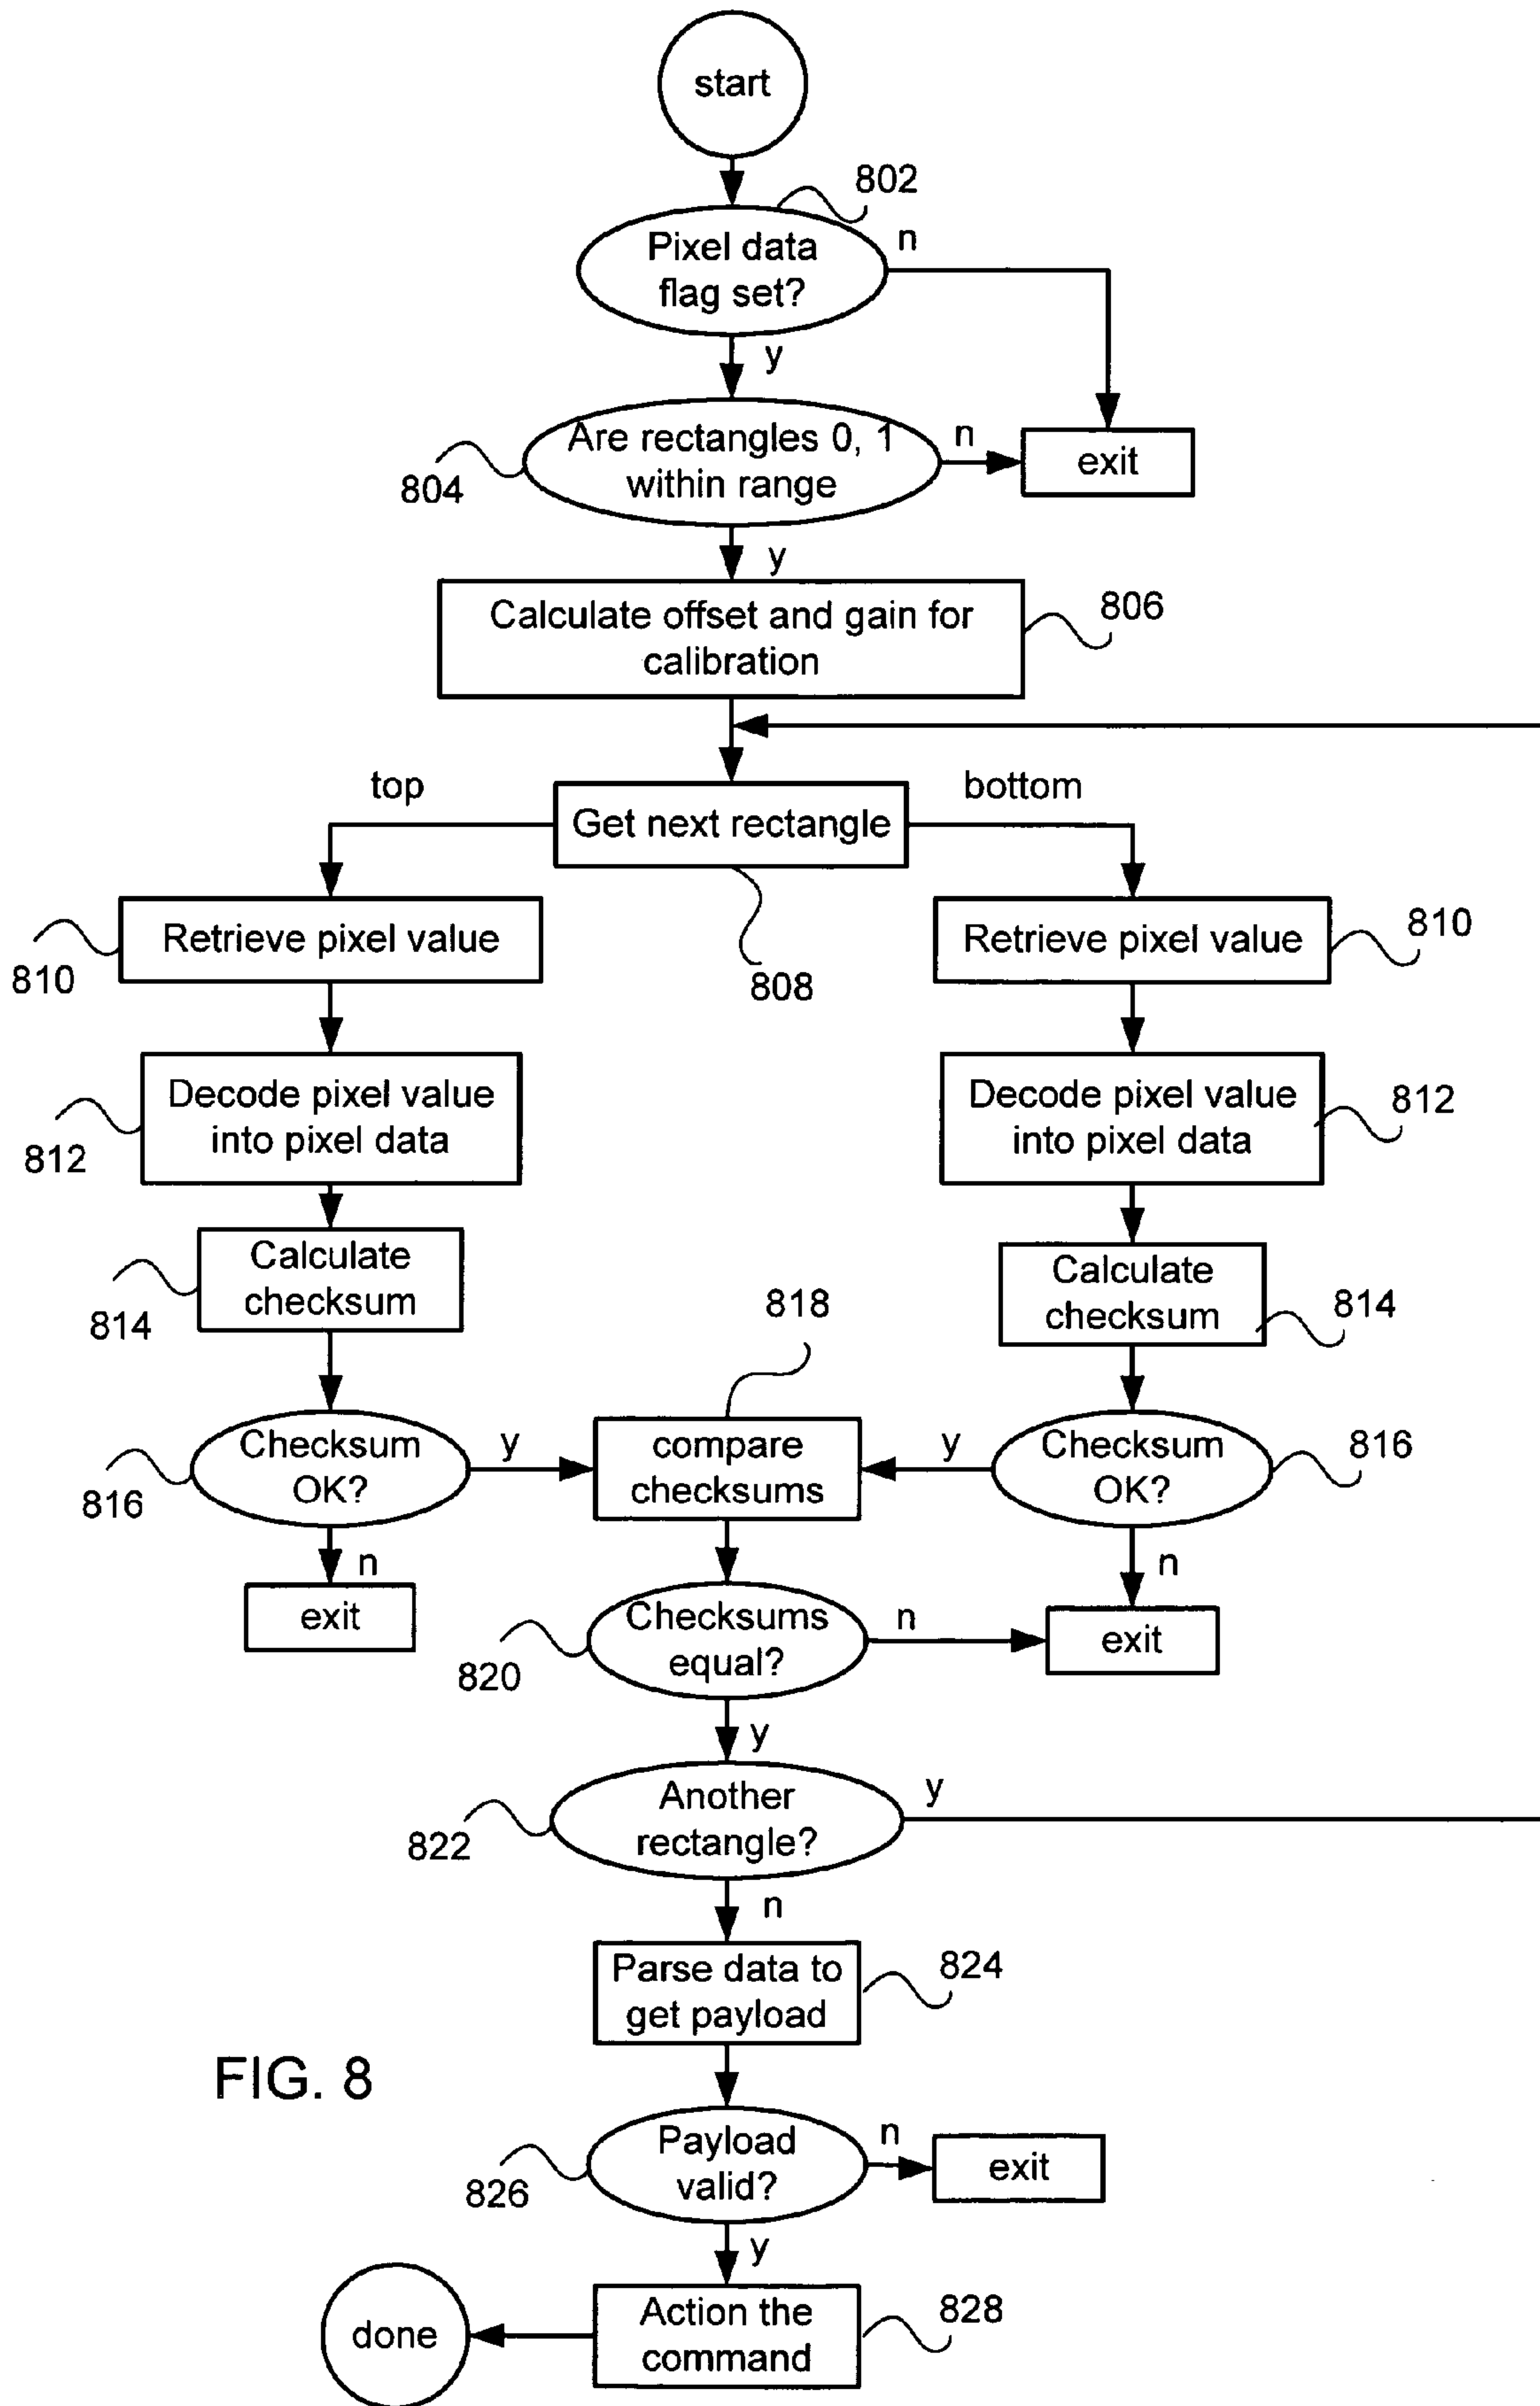 start
802
Pixel data
flag set?
n
y
Are rectangles 0, 1
within range
n
exit
804
y
Calculate offset and gain for
calibration
806
top
bottom
Get next rectangle
808
Retrieve pixel value
810
Retrieve pixel value
810
Decode pixel value
into pixel data
812
Decode pixel value
into pixel data
812
Calculate
checksum
814
Calculate
checksum
814
818
Checksum
OK?
y
816
compare
checksums
y
Checksum
OK?
816
n
exit
n
exit
Checksums
equal?
n
820
y
Another
rectangle?
y
822
n
Parse data to
get payload
824
FIG. 8
Payload
valid?
n
exit
826
y
Action the
command
828
done